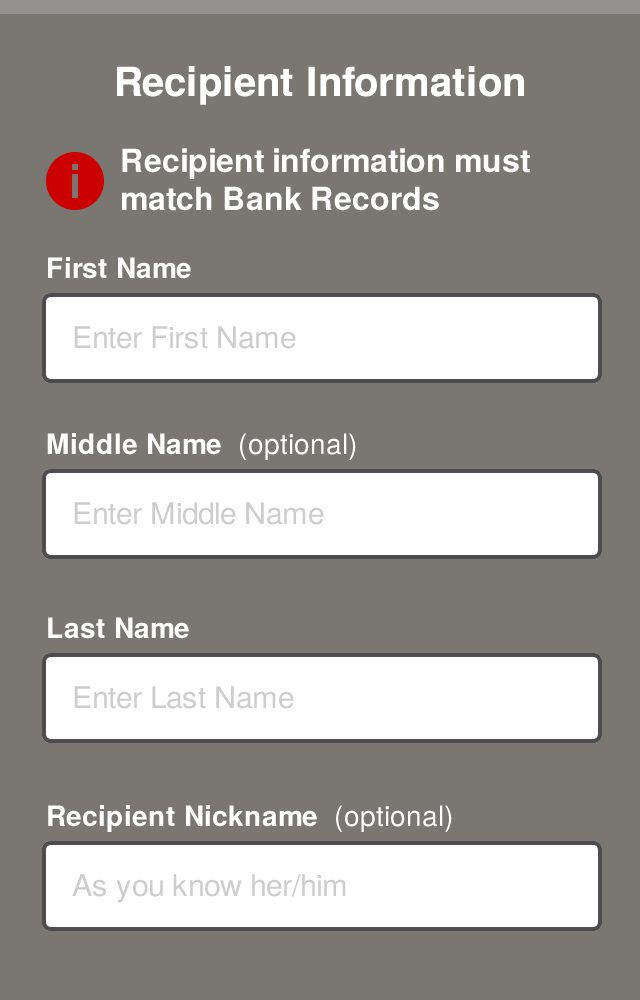 Recipient Information
i
Recipient information must
match Bank Records
First Name
Enter First Name
Middle Name (optional)
Enter Middle Name
Last Name
Enter Last Name
Recipient Nickname (optional)
As you know her/him